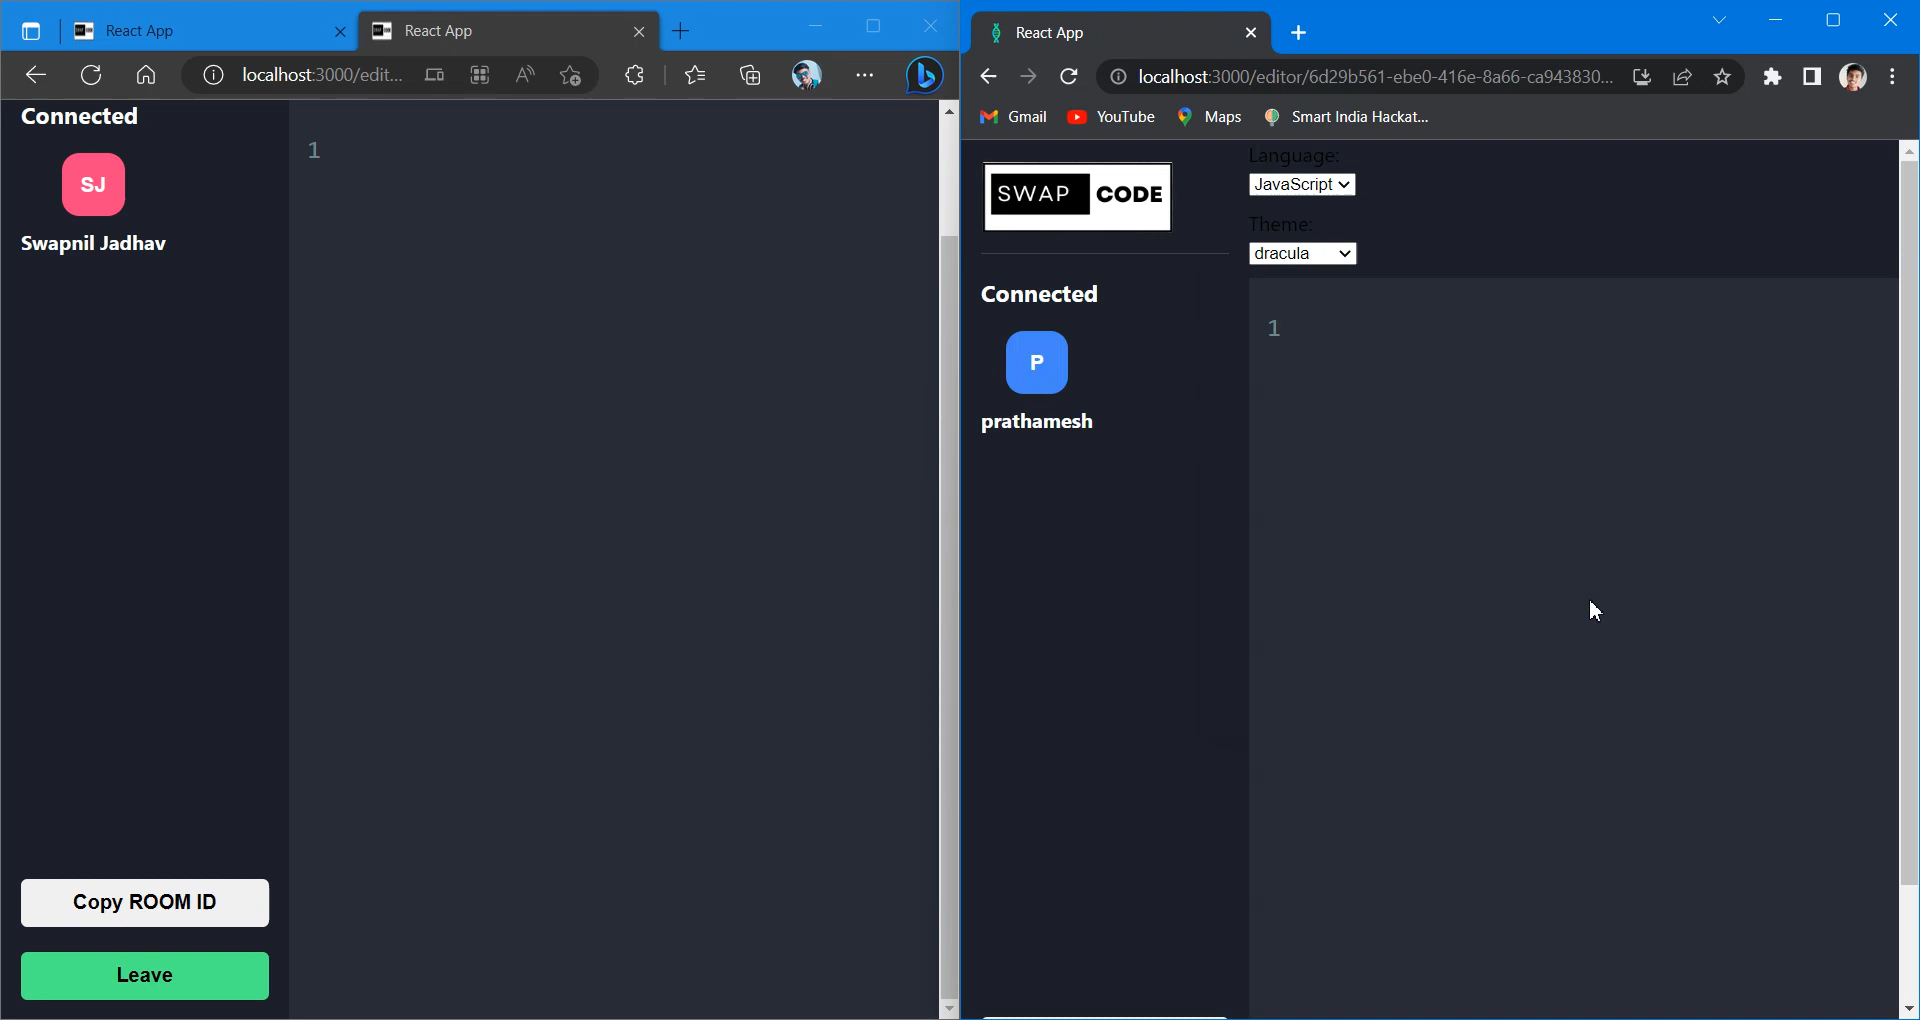 React App
React App
localhost:3000/edit...
Connected
SJ
Swapnil Jadhav
1
Copy ROOM ID
Leave
React App
localhost:3000/editor/6d29b561-ebe0-416e-8a66-ca943830...
Gmail
YouTube
Maps
Smart India Hackat...
SWAP CODE
Language:
JavaScript
Theme:
dracula
Connected
P
prathamesh
1